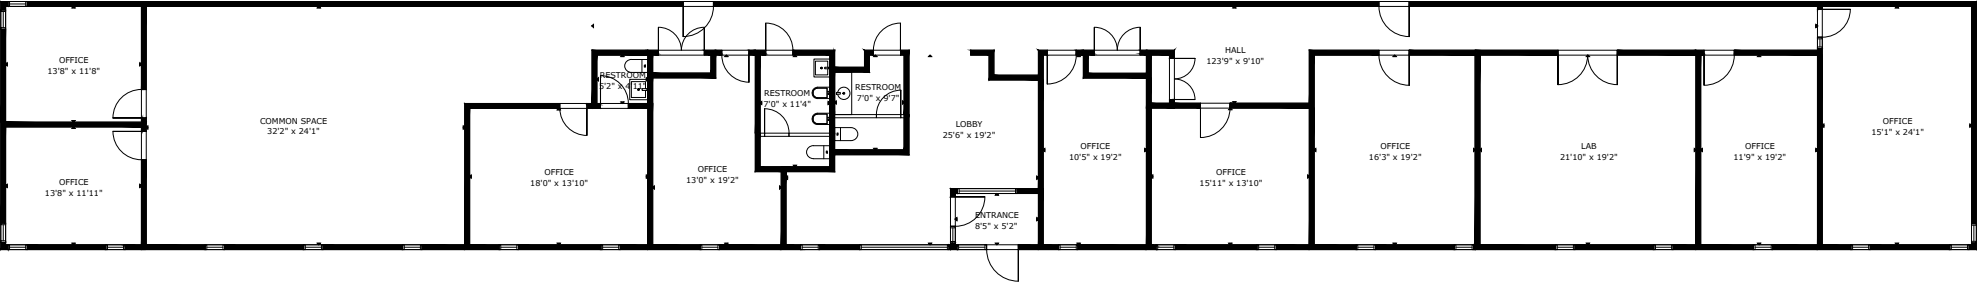 OFFICE
13'8" x 11'8"
OFFICE
13'8" x 11'11"
COMMON SPACE
32'2" x 24'1"
OFFICE
18'0" x 13'10"
RESTROOM
5'2" x 4'11"
OFFICE
13'0" x 19'2"
RESTROOM
7'0" x 11'4"
RESTROOM
7'0" x 9'7"
LOBBY
25'6" x 19'2"
ENTRANCE
8'5" x 5'2"
OFFICE
10'5" x 19'2"
HALL
123'9" x 9'10"
OFFICE
15'11" x 13'10"
OFFICE
16'3" x 19'2"
LAB
21'10" x 19'2"
OFFICE
11'9" x 19'2"
OFFICE
15'1" x 24'1"